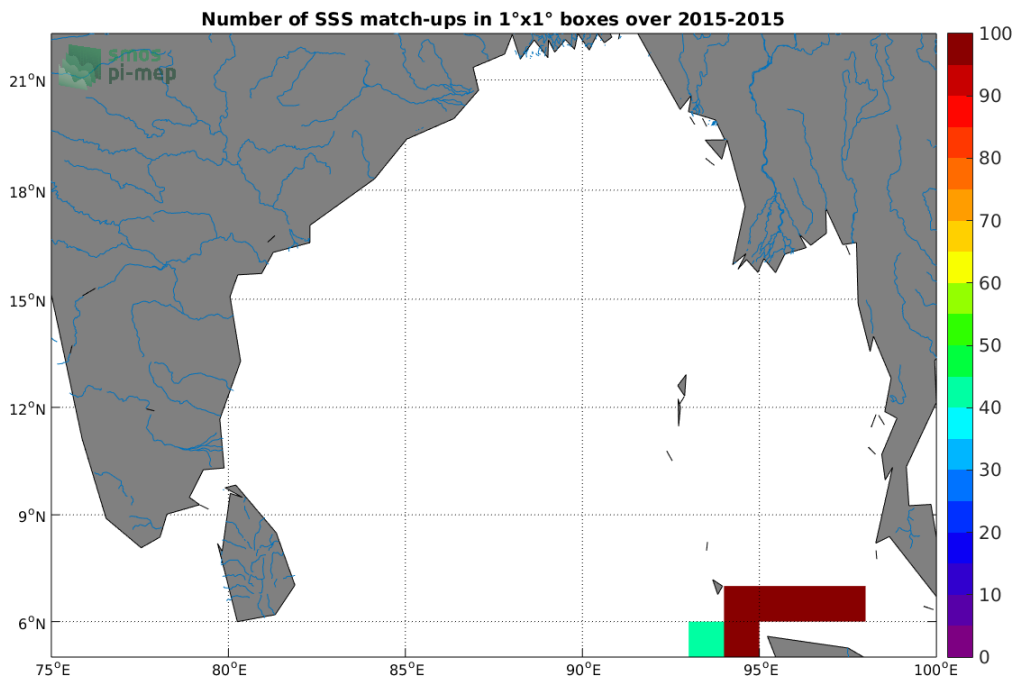 Number of SSS match-ups in 1°x1° boxes over 2015-2015
smos
pi-mep
21°N
18°N
15°N
12°N
9°N
6°N
75°E 80°E 85°E 90°E 95°E 100°E
100
90
80
70
60
50
40
30
20
10
0